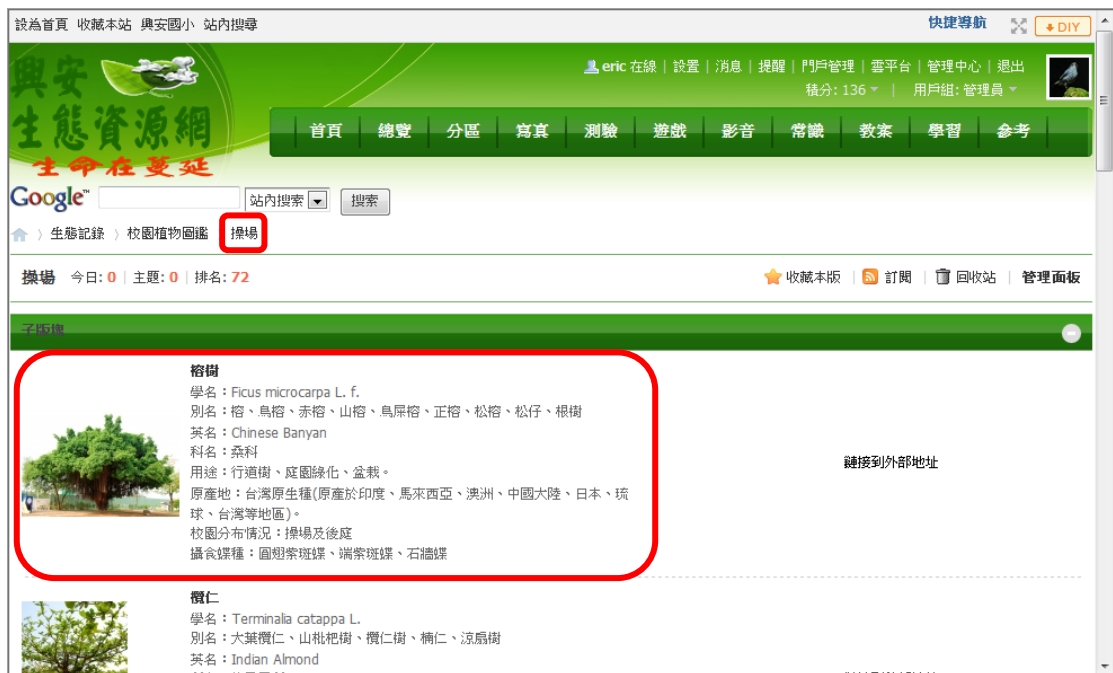 設為首頁 收藏本站 興安國小 站內搜尋 快捷導航 DIY
興安
生態資源網
生命在蔓延
eric 在線 | 設置 | 消息 | 提醒 | 門戶管理 | 雲平台 | 管理中心 | 退出
積分: 136 | 用戶組: 管理員
首頁 總覽 分區 寫真 測驗 遊戲 影音 常識 教案 學習 參考
Google™ 站內搜索 搜索
生態記錄 〉 校園植物圖鑑 操場
操場 今日: 0 | 主題: 0 | 排名: 72 收藏本版 | 訂閱 | 回收站 | 管理面板
子版塊
榕樹
學名：Ficus microcarpa L. f.
別名：榕、鳥榕、赤榕、山榕、鳥屎榕、正榕、松榕、松仔、根樹
英名：Chinese Banyan
科名：桑科
用途：行道樹、庭園綠化、盆栽。
原產地：台灣原生種(原產於印度、馬來西亞、澳洲、中國大陸、日本、琉
球、台灣等地區)。
校園分布情況：操場及後庭
攝食蝶種：圓翅紫斑蝶、端紫斑蝶、石牆蝶
鏈接到外部地址
欖仁
學名：Terminalia catappa L.
別名：大葉欖仁、山枇杷樹、欖仁樹、楠仁、涼扇樹
英名：Indian Almond